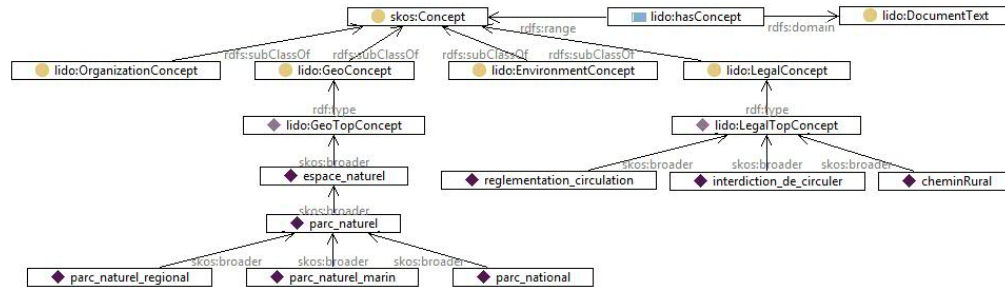 skos:Concept
lido:hasConcept
lido:DocumentText
rdfs:range
rdfs:domain
rdfs:subClassOf
rdfs:subClassOf
rdfs:subClassOf
rdfs:subClassOf
lido:OrganizationConcept
lido:GeoConcept
lido:EnvironmentConcept
lido:LegalConcept
rdf:type
rdf:type
lido:GeoTopConcept
lido:LegalTopConcept
skos:broader
skos:broader
skos:broader
skos:broader
espace_naturel
reglementation_circulation
interdiction_de_circuler
cheminRural
skos:broader
parc_naturel
skos:broader
skos:broader
skos:broader
parc_naturel_regional
parc_naturel_marin
parc_national